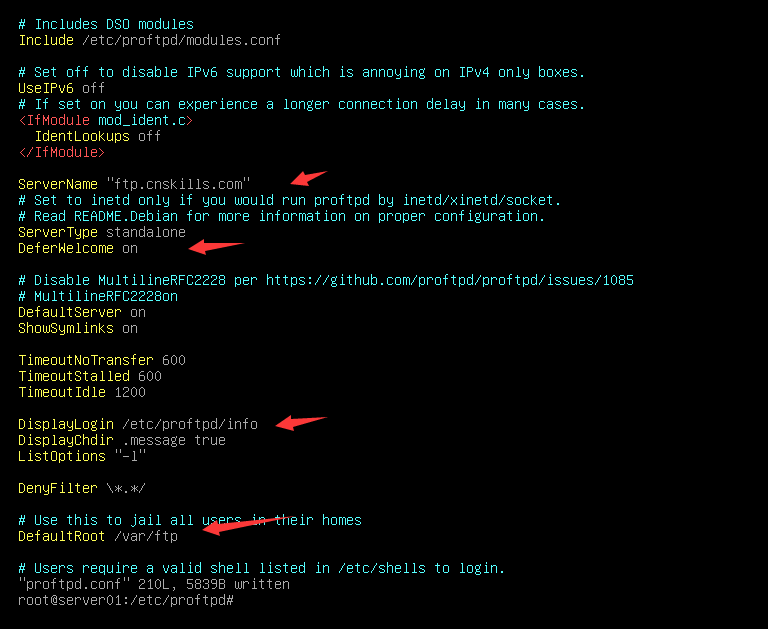 # Includes DSO modules
Include /etc/proftpd/modules.conf
# Set off to disable IPv6 support which is annoying on IPv4 only boxes.
UseIPv6 off
# If set on you can experience a longer connection delay in many cases.
<IfModule mod_ident.c>
  IdentLookups off
</IfModule>
ServerName "ftp.cnskills.com"
# Set to inetd only if you would run proftpd by inetd/xinetd/socket.
# Read README.Debian for more information on proper configuration.
ServerType standalone
DeferWelcome on
# Disable MultilineRFC2228 per https://github.com/proftpd/proftpd/issues/1085
# MultilineRFC2228on
DefaultServer on
ShowSymlinks on
TimeoutNoTransfer 600
TimeoutStalled 600
TimeoutIdle 1200
DisplayLogin /etc/proftpd/info
DisplayChdir .message true
ListOptions "-l"
DenyFilter \*.*/
# Use this to jail all users in their homes
DefaultRoot /var/ftp
# Users require a valid shell listed in /etc/shells to login.
"proftpd.conf" 210L, 5839B written
root@server01:/etc/proftpd#